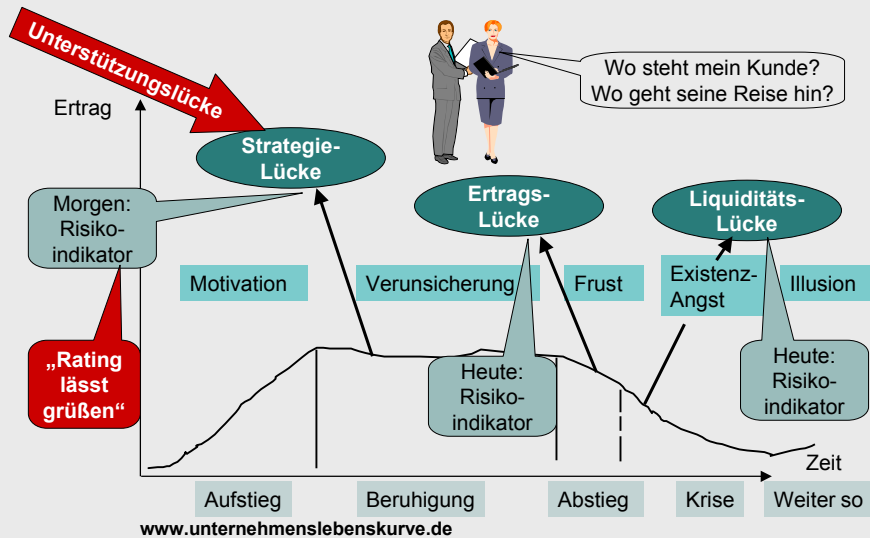 Unterstützungslücke
Wo steht mein Kunde?
Wo geht seine Reise hin?
Ertrag
Strategie-
Lücke
Ertrags-
Lücke
Liquiditäts-
Lücke
Morgen:
Risiko-
indikator
Motivation
Verunsicherung
Frust
Existenz-
Angst
Illusion
„Rating
lässt
grüßen“
Heute:
Risiko-
indikator
Heute:
Risiko-
indikator
Zeit
Aufstieg
Beruhigung
Abstieg
Krise
Weiter so
www.unternehmenslebenskurve.de